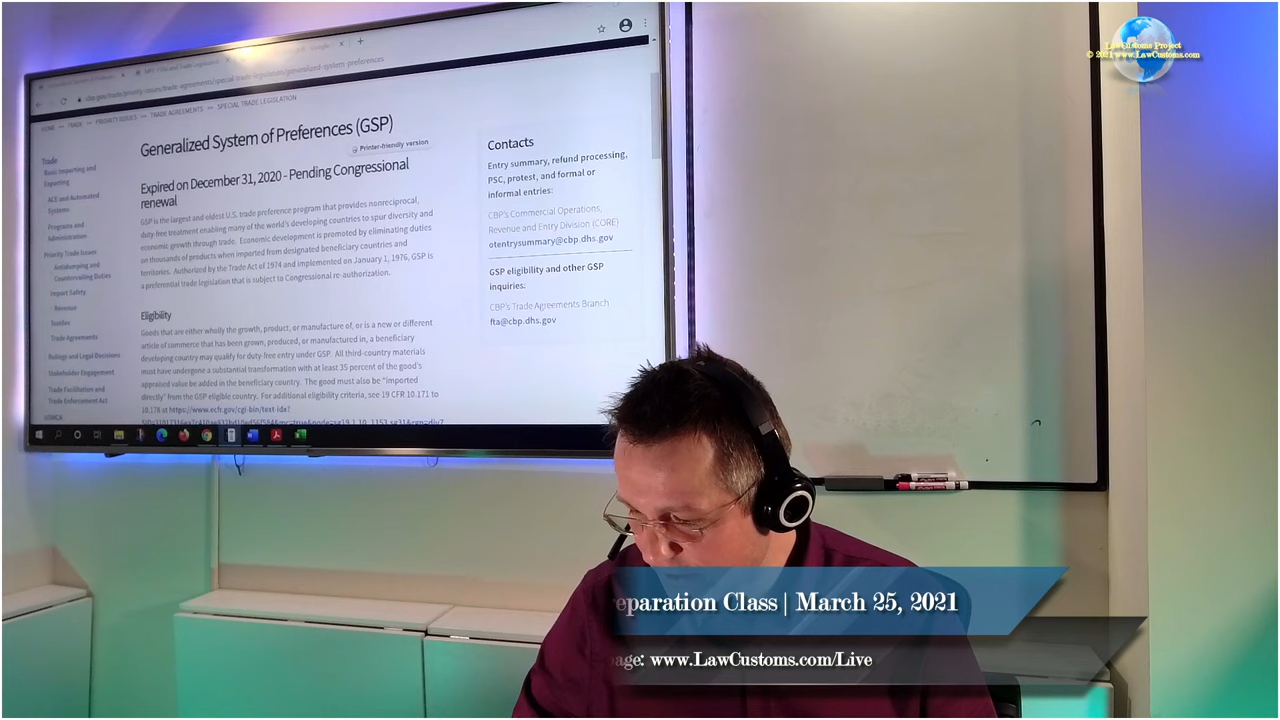 LawCustoms Project
© 2021 www.LawCustoms.com
HOME
TRADE
PRIORITY ISSUES
TRADE AGREEMENTS
SPECIAL TRADE LEGISLATION
Generalized System of Preferences (GSP)
Printer-friendly version
Expired on December 31, 2020 - Pending Congressional
renewal
GSP is the largest and oldest U.S. trade preference program that provides nonreciprocal,
duty-free treatment enabling many of the world's developing countries to spur diversity and
economic growth through trade. Economic development is promoted by eliminating duties
on thousands of products when imported from designated beneficiary countries and
territories. Authorized by the Trade Act of 1974 and implemented on January 1, 1976, GSP is
a preferential trade legislation that is subject to Congressional re-authorization.
Eligibility
Goods that are either wholly the growth, product, or manufacture of, or is a new or different
article of commerce that has been grown, produced, or manufactured in, a beneficiary
developing country may qualify for duty-free entry under GSP. All third-country materials
must have undergone a substantial transformation with at least 35 percent of the good's
appraised value be added in the beneficiary country. The good must also be "imported
directly" from the GSP eligible country. For additional eligibility criteria, see 19 CFR 10.171 to
10.178 at https://www.ecfr.gov/cgi-bin/text-idx?
Trade
Basic Importing and
Exporting
ACE and Automated
Systems
Programs and
Administration
Priority Trade Issues
Antidumping and
Countervailing Duties
Import Safety
Revenue
Textiles
Trade Agreements
Rulings and Legal Decisions
Stakeholder Engagement
Trade Facilitation and
Trade Enforcement Act
USMCA
Contacts
Entry summary, refund processing,
PSC, protest, and formal or
informal entries:
CBP's Commercial Operations,
Revenue and Entry Division (CORE)
otentrysummary@cbp.dhs.gov
GSP eligibility and other GSP
inquiries:
CBP's Trade Agreements Branch
fta@cbp.dhs.gov
eparation Class | March 25, 2021
age: www.LawCustoms.com/Live